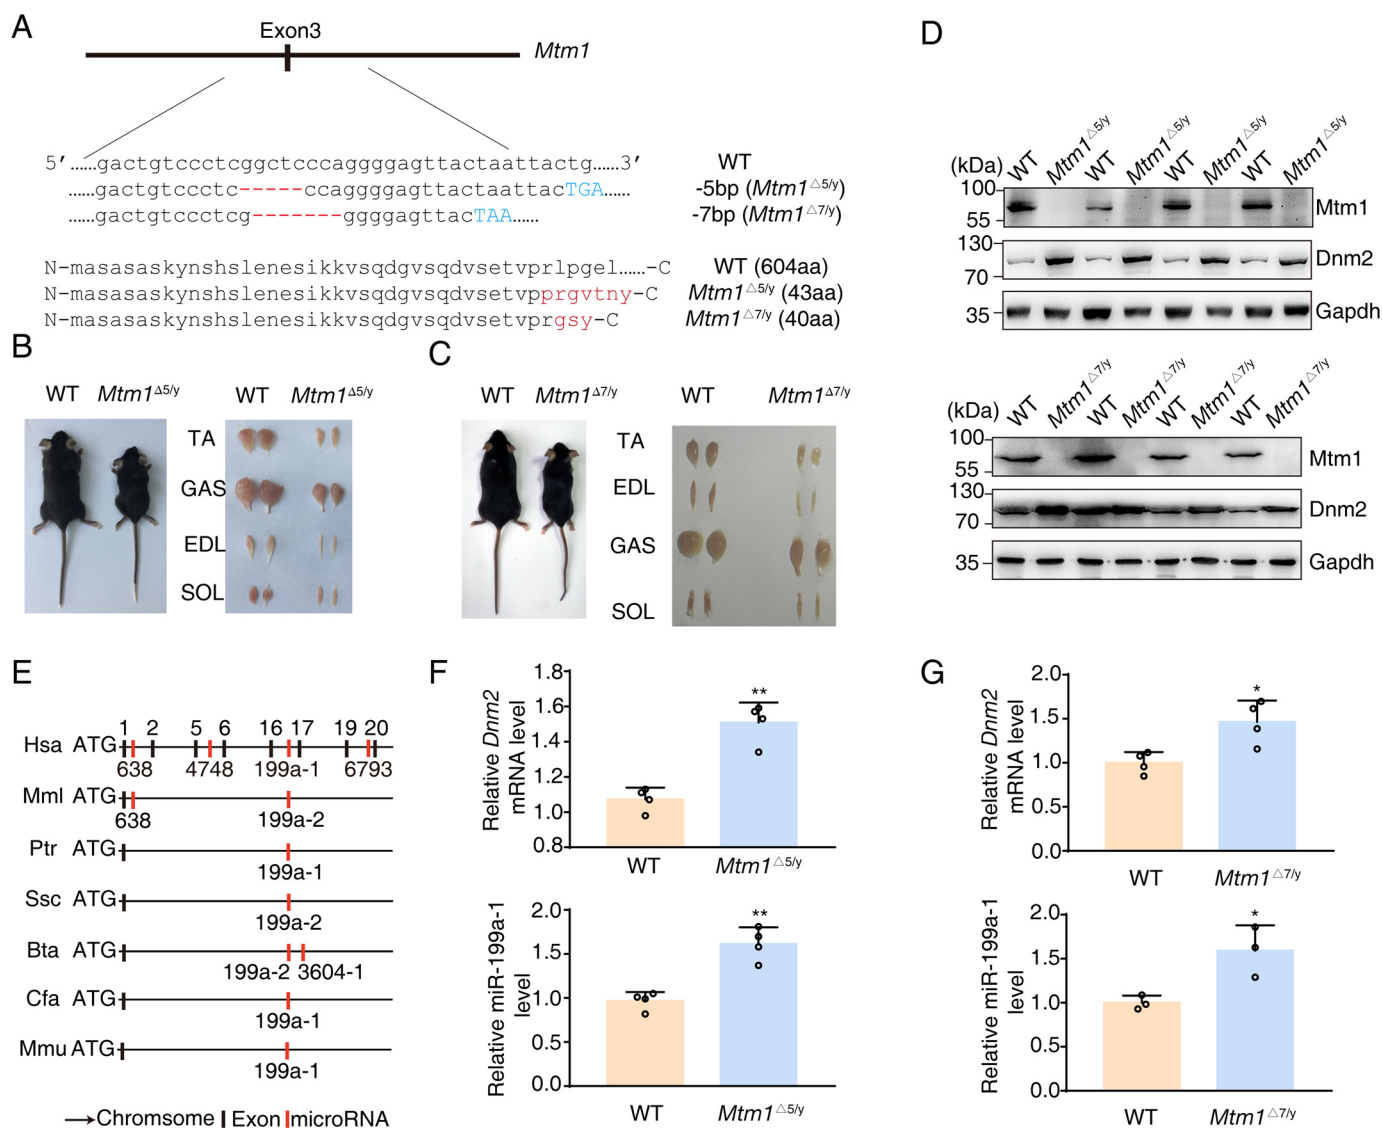 A
Exon3
Mtm1
5′……gactgtccctcggctcccaggggagttactaattactg……3′ WT
……gactgtccctc-----ccaggggagttactaattacTGA…… -5bp (Mtm1△5/y)
……gactgtccctcg-------ggggagttacTAA…… -7bp (Mtm1△7/y)
N-masasaskynshslenesikkvsqdgvsqdvsetvprlpgel……-C WT (604aa)
N-masasaskynshslenesikkvsqdgvsqdvsetvpprgvtny-C Mtm1△5/y (43aa)
N-masasaskynshslenesikkvsqdgvsqdvsetvprgsy-C Mtm1△7/y (40aa)
B
WT Mtm1Δ5/y WT Mtm1Δ5/y
TA
GAS
EDL
SOL
C
WT Mtm1Δ7/y WT Mtm1Δ7/y
TA
EDL
GAS
SOL
D
(kDa) WT Mtm1△5/y WT Mtm1△5/y WT Mtm1△5/y WT Mtm1△5/y
100
55
Mtm1
130
70
Dnm2
35
Gapdh
(kDa) WT Mtm1△7/y WT Mtm1△7/y WT Mtm1△7/y WT Mtm1△7/y
100
55
Mtm1
130
70
Dnm2
35
Gapdh
E
1 2 5 6 16 17 19 20
Hsa ATG
638 4748 199a-1 6793
Mml ATG
638 199a-2
Ptr ATG
199a-1
Ssc ATG
199a-2
Bta ATG
199a-2 3604-1
Cfa ATG
199a-1
Mmu ATG
199a-1
Chromsome Exon microRNA
F
Relative Dnm2
mRNA level
1.8
1.6
1.4
1.2
1.0
0.8
**
WT Mtm1△5/y
Relative miR-199a-1
level
2.0
1.5
1.0
0.5
0.0
**
WT Mtm1△5/y
G
Relative Dnm2
mRNA level
2.0
1.5
1.0
0.5
0.0
*
WT Mtm1△7/y
Relative miR-199a-1
level
2.0
1.5
1.0
0.5
0.0
*
WT Mtm1△7/y